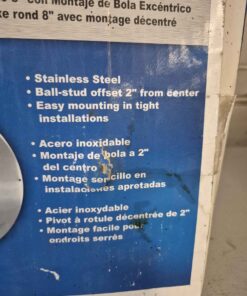 con Montaje de Bola Excéntrico
rond 8" avec montage décentré
• Stainless Steel
• Ball-stud offset 2" from center
• Easy mounting in tight
installations
• Acero inoxidable
• Montaje de bola a 2"
del centro
• Montaje sencillo en
instalaciones apretadas
• Acier inoxydable
• Pivot à rotule décentrée de 2"
• Montage facile pour
endroits serrés